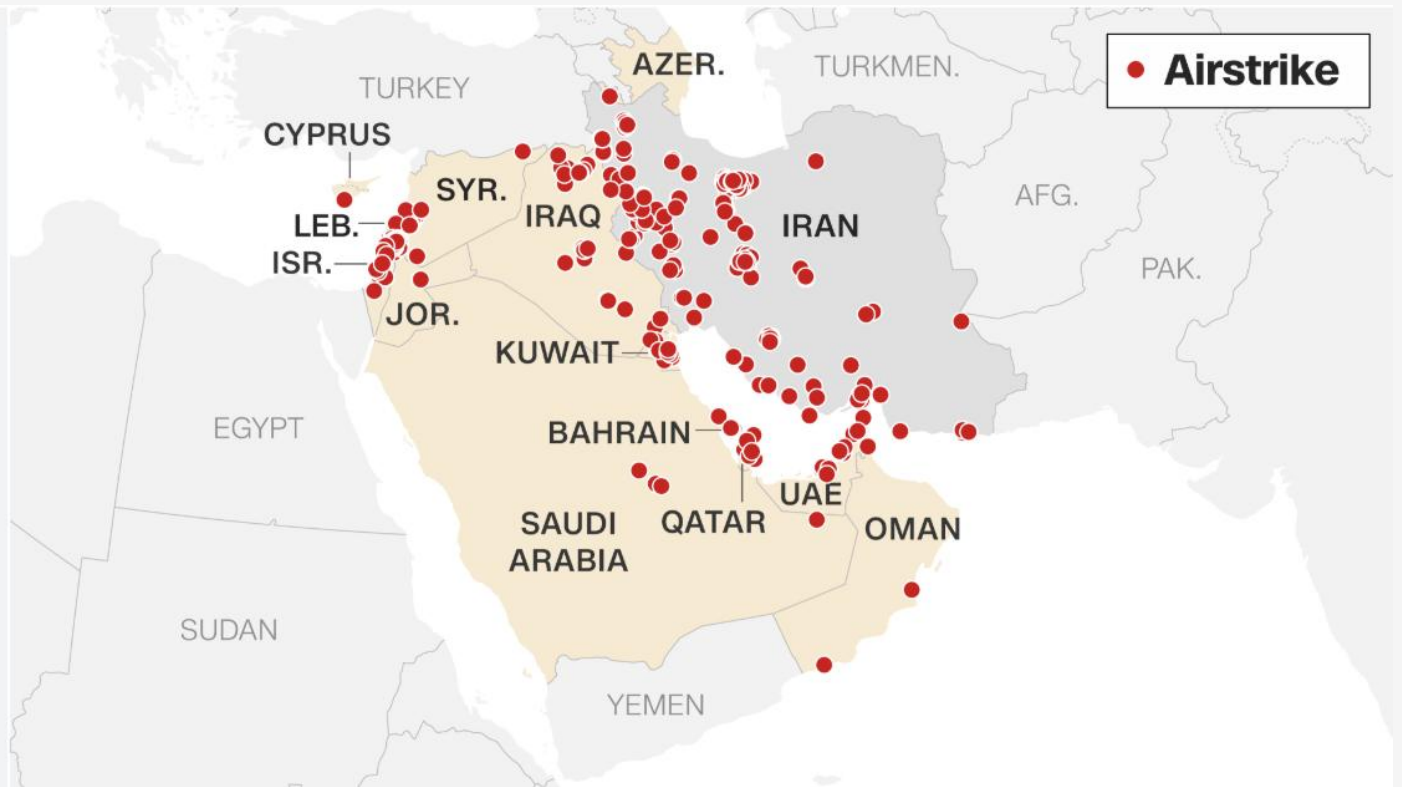 Airstrike
AZER.
TURKMEN.
TURKEY
CYPRUS
SYR.
AFG.
LEB.
IRAQ
IRAN
ISR.
PAK.
JOR.
KUWAIT
EGYPT
BAHRAIN
UAE
SAUDI
ARABIA
QATAR
OMAN
SUDAN
YEMEN